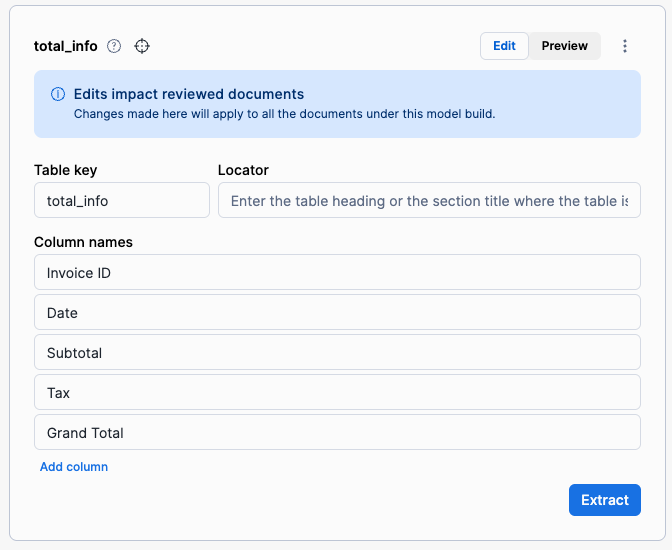 total_info
Edit
Preview
Edits impact reviewed documents
Changes made here will apply to all the documents under this model build.
Table key
Locator
total_info
Enter the table heading or the section title where the table is
Column names
Invoice ID
Date
Subtotal
Tax
Grand Total
Add column
Extract